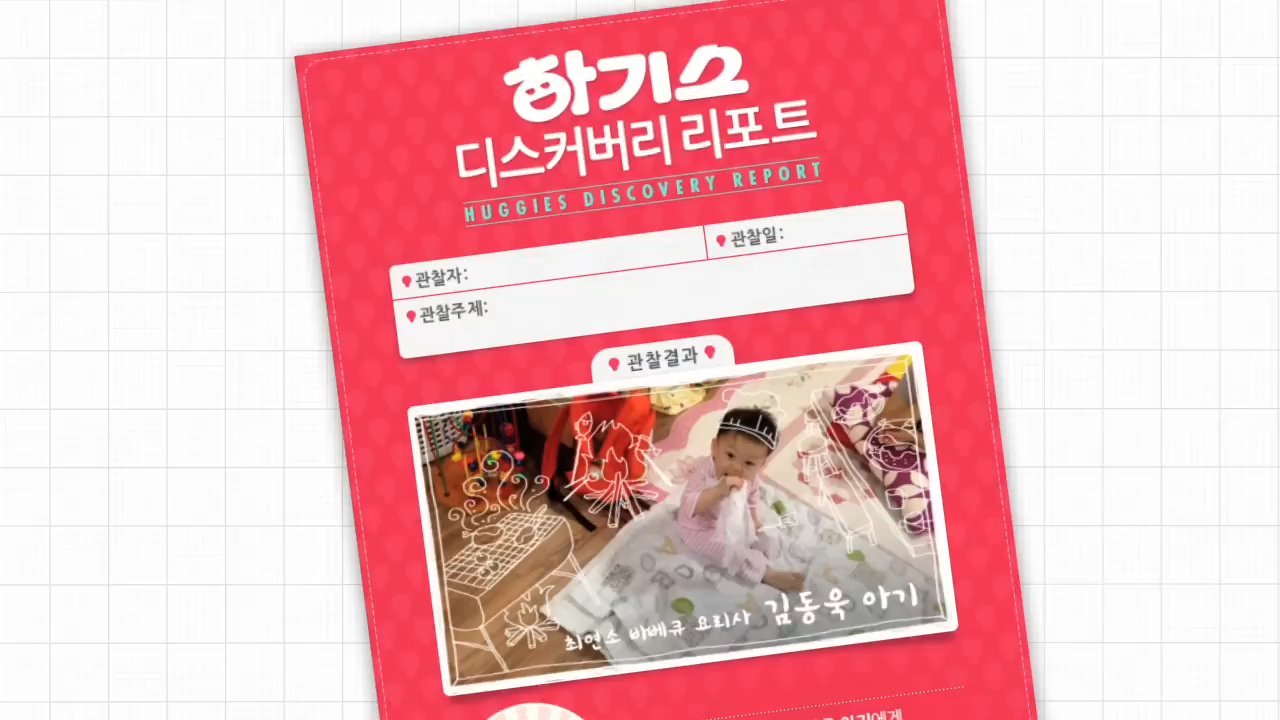 하기스
디스커버리 리포트
HUGGIES DISCOVERY REPORT
관찰자:
관찰일:
관찰주제:
관찰결과
최연소 바베큐 요리사 김동욱 아기